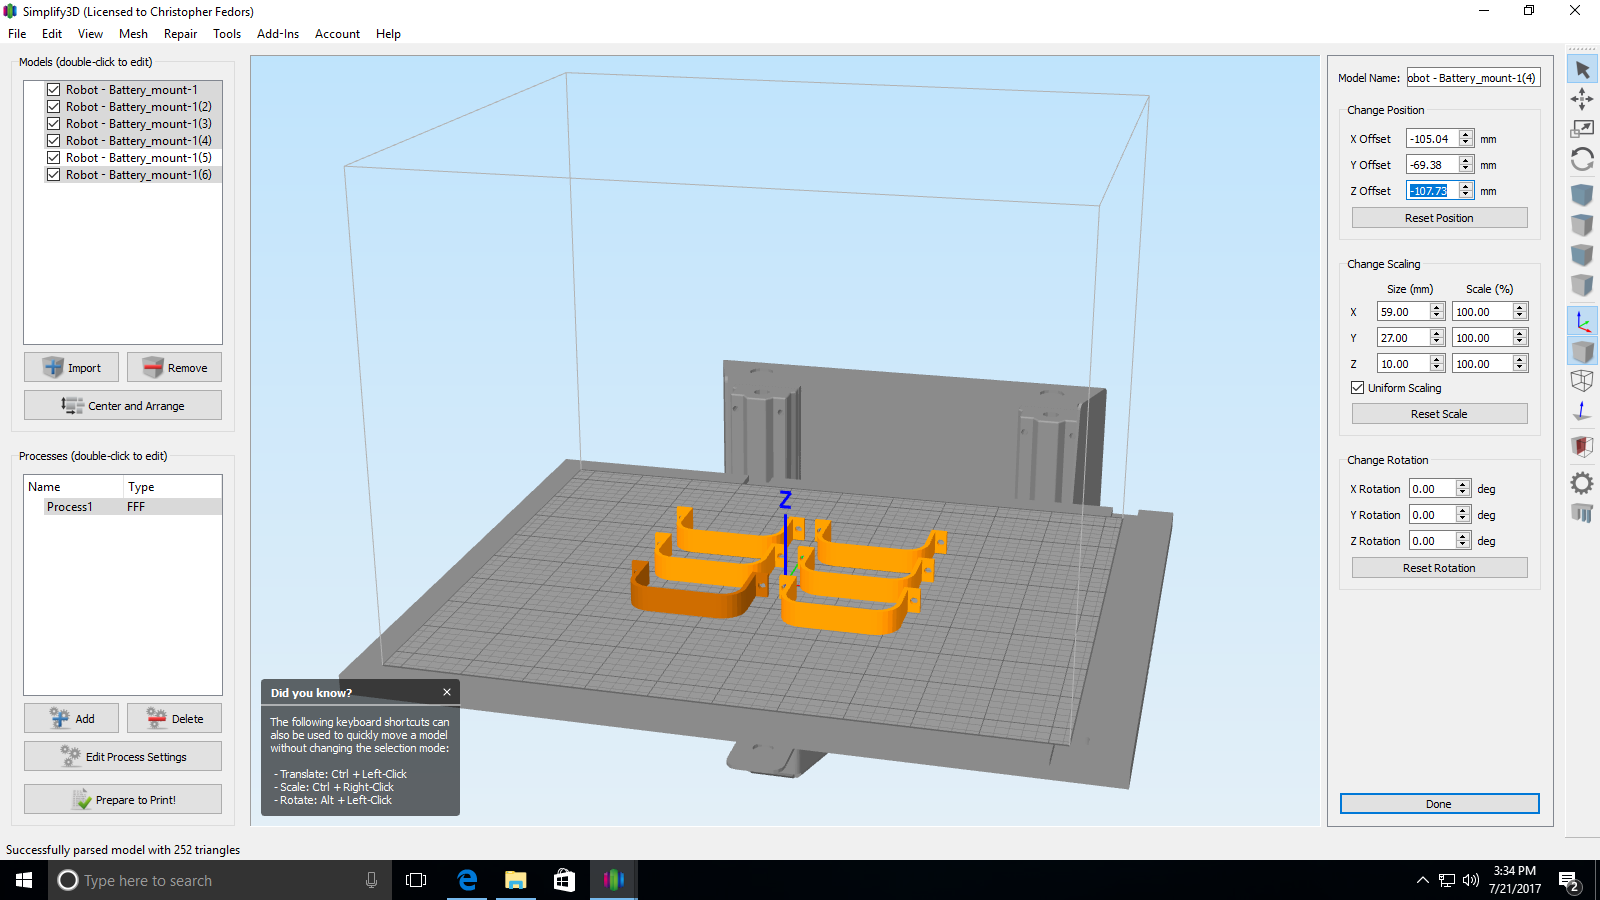 Simplify3D (Licensed to Christopher Fedors)
File Edit View Mesh Repair Tools Add-Ins Account Help
Models (double-click to edit)
Robot - Battery_mount-1
Robot - Battery_mount-1(2)
Robot - Battery_mount-1(3)
Robot - Battery_mount-1(4)
Robot - Battery_mount-1(5)
Robot - Battery_mount-1(6)
Import Remove
Center and Arrange
Processes (double-click to edit)
Name Type
Process1 FFF
Add Delete
Edit Process Settings
Prepare to Print!
Z
Did you know?
The following keyboard shortcuts can
also be used to quickly move a model
without changing the selection mode:
- Translate: Ctrl + Left-Click
- Scale: Ctrl + Right-Click
- Rotate: Alt + Left-Click
Model Name: obot - Battery_mount-1(4)
Change Position
X Offset -105.04 mm
Y Offset -69.38 mm
Z Offset -107.73 mm
Reset Position
Change Scaling
Size (mm) Scale (%)
X 59.00 100.00
Y 27.00 100.00
Z 10.00 100.00
Uniform Scaling
Reset Scale
Change Rotation
X Rotation 0.00 deg
Y Rotation 0.00 deg
Z Rotation 0.00 deg
Reset Rotation
Done
Successfully parsed model with 252 triangles
Type here to search
3:34 PM
7/21/2017
2